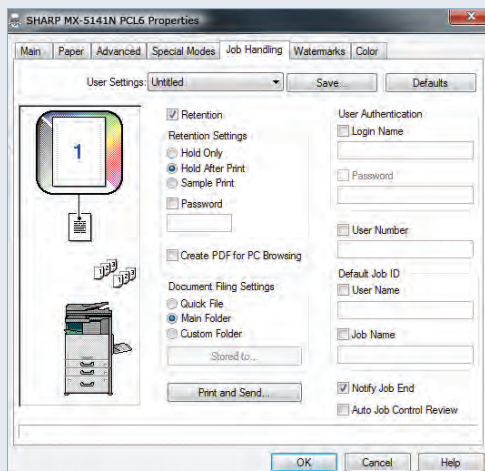 SHARP MX-5141N PCL6 Properties
Main Paper Advanced Special Modes Job Handling Watermarks Color
User Settings: Untitled Save... Defaults
1
Retention
Retention Settings
Hold Only
Hold After Print
Sample Print
Password
Create PDF for PC Browsing
123
Document Filing Settings
Quick File
Main Folder
Custom Folder
Stored to...
Print and Send...
User Authentication
Login Name
Password
User Number
Default Job ID
User Name
Job Name
Notify Job End
Auto Job Control Review
OK Cancel Help